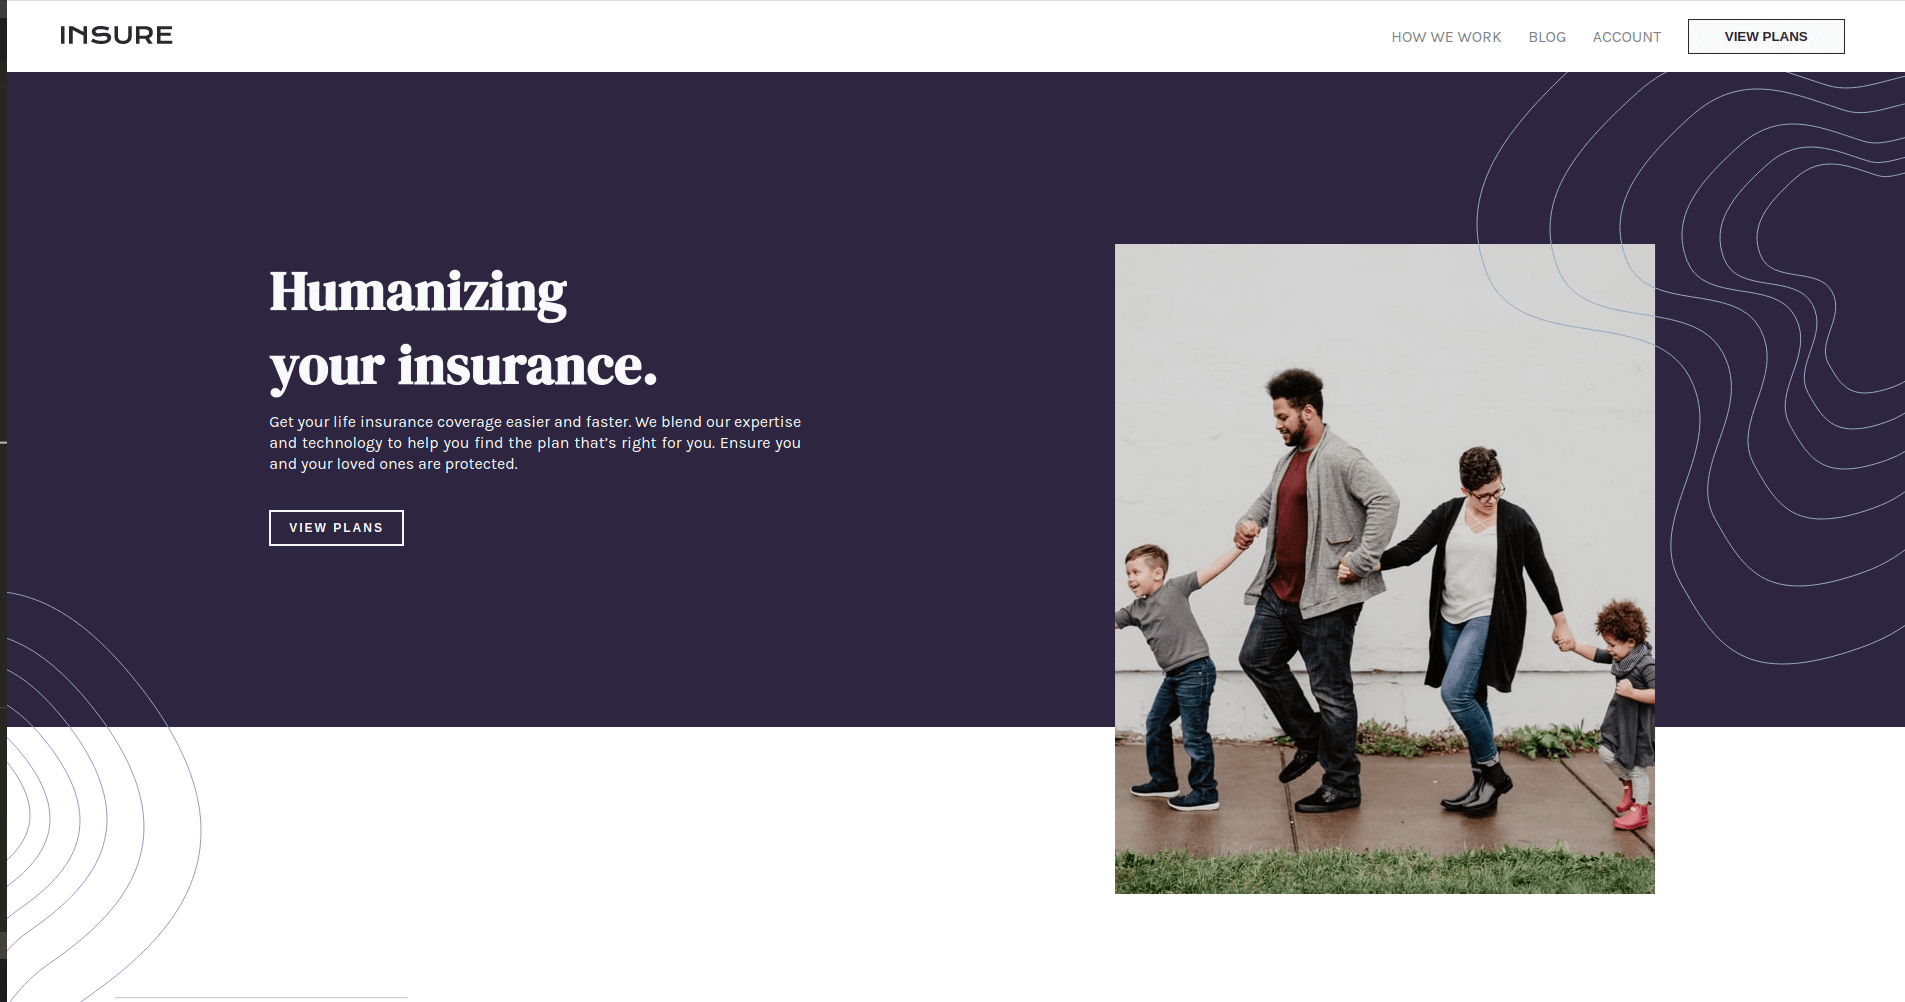 INSURE
HOW WE WORK
BLOG
ACCOUNT
VIEW PLANS
Humanizing
your insurance.
Get your life insurance coverage easier and faster. We blend our expertise
and technology to help you find the plan that’s right for you. Ensure you
and your loved ones are protected.
VIEW PLANS